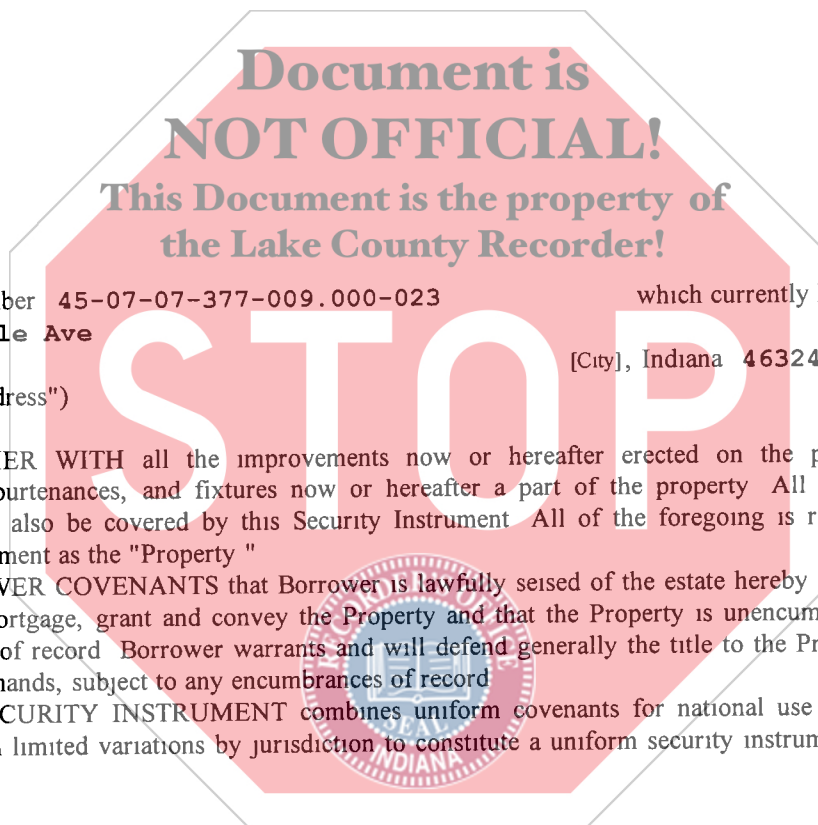 Document is
NOT OFFICIAL!
This Document is the property of
the Lake County Recorder!
ber 45-07-07-377-009.000-023 which currently
le Ave
[City], Indiana 46324
dress")
STOP
ER WITH all the improvements now or hereafter erected on the p
purtenances, and fixtures now or hereafter a part of the property All
also be covered by this Security Instrument All of the foregoing is r
ment as the "Property "
WER COVENANTS that Borrower is lawfully seised of the estate hereby
ortgage, grant and convey the Property and that the Property is unencum
of record Borrower warrants and will defend generally the title to the Pr
nands, subject to any encumbrances of record
CURITY INSTRUMENT combines uniform covenants for national use
limited variations by jurisdiction to constitute a uniform security instrum
SEAL
INDIANA